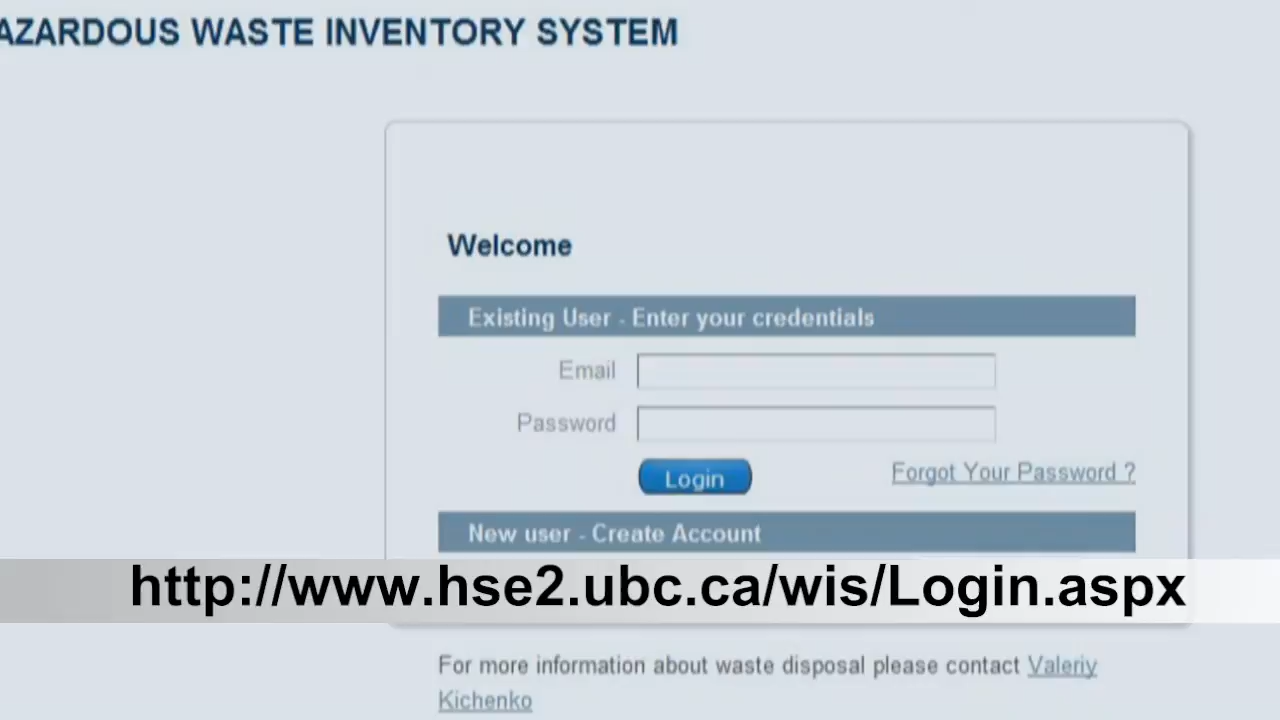 AZARDOUS WASTE INVENTORY SYSTEM
Welcome
Existing User - Enter your credentials
Email
Password
Login
Forgot Your Password ?
New user - Create Account
http://www.hse2.ubc.ca/wis/Login.aspx
For more information about waste disposal please contact Valeriy
Kichenko